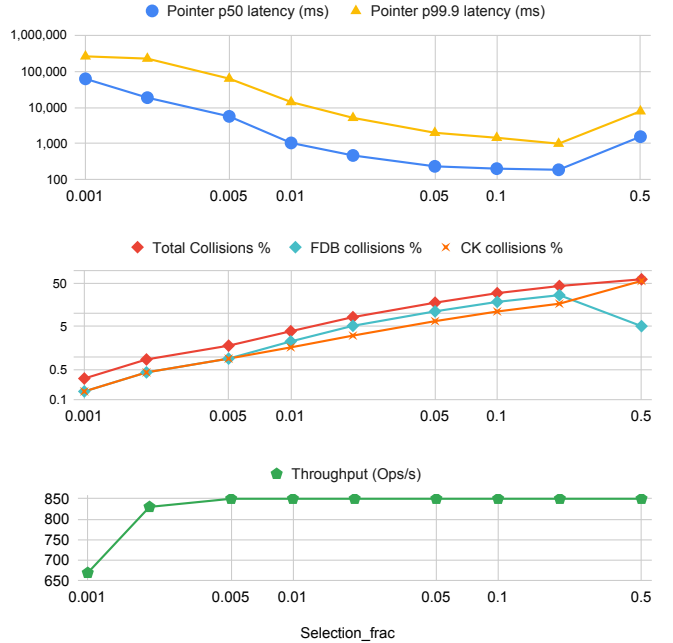 Pointer p50 latency (ms) Pointer p99.9 latency (ms)
1,000,000
100,000
10,000
1,000
100
0.001 0.005 0.01 0.05 0.1 0.5
Total Collisions % FDB collisions % CK collisions %
50
5
0.5
0.1
0.001 0.005 0.01 0.05 0.1 0.5
Throughput (Ops/s)
850
800
750
700
650
0.001 0.005 0.01 0.05 0.1 0.5
Selection_frac